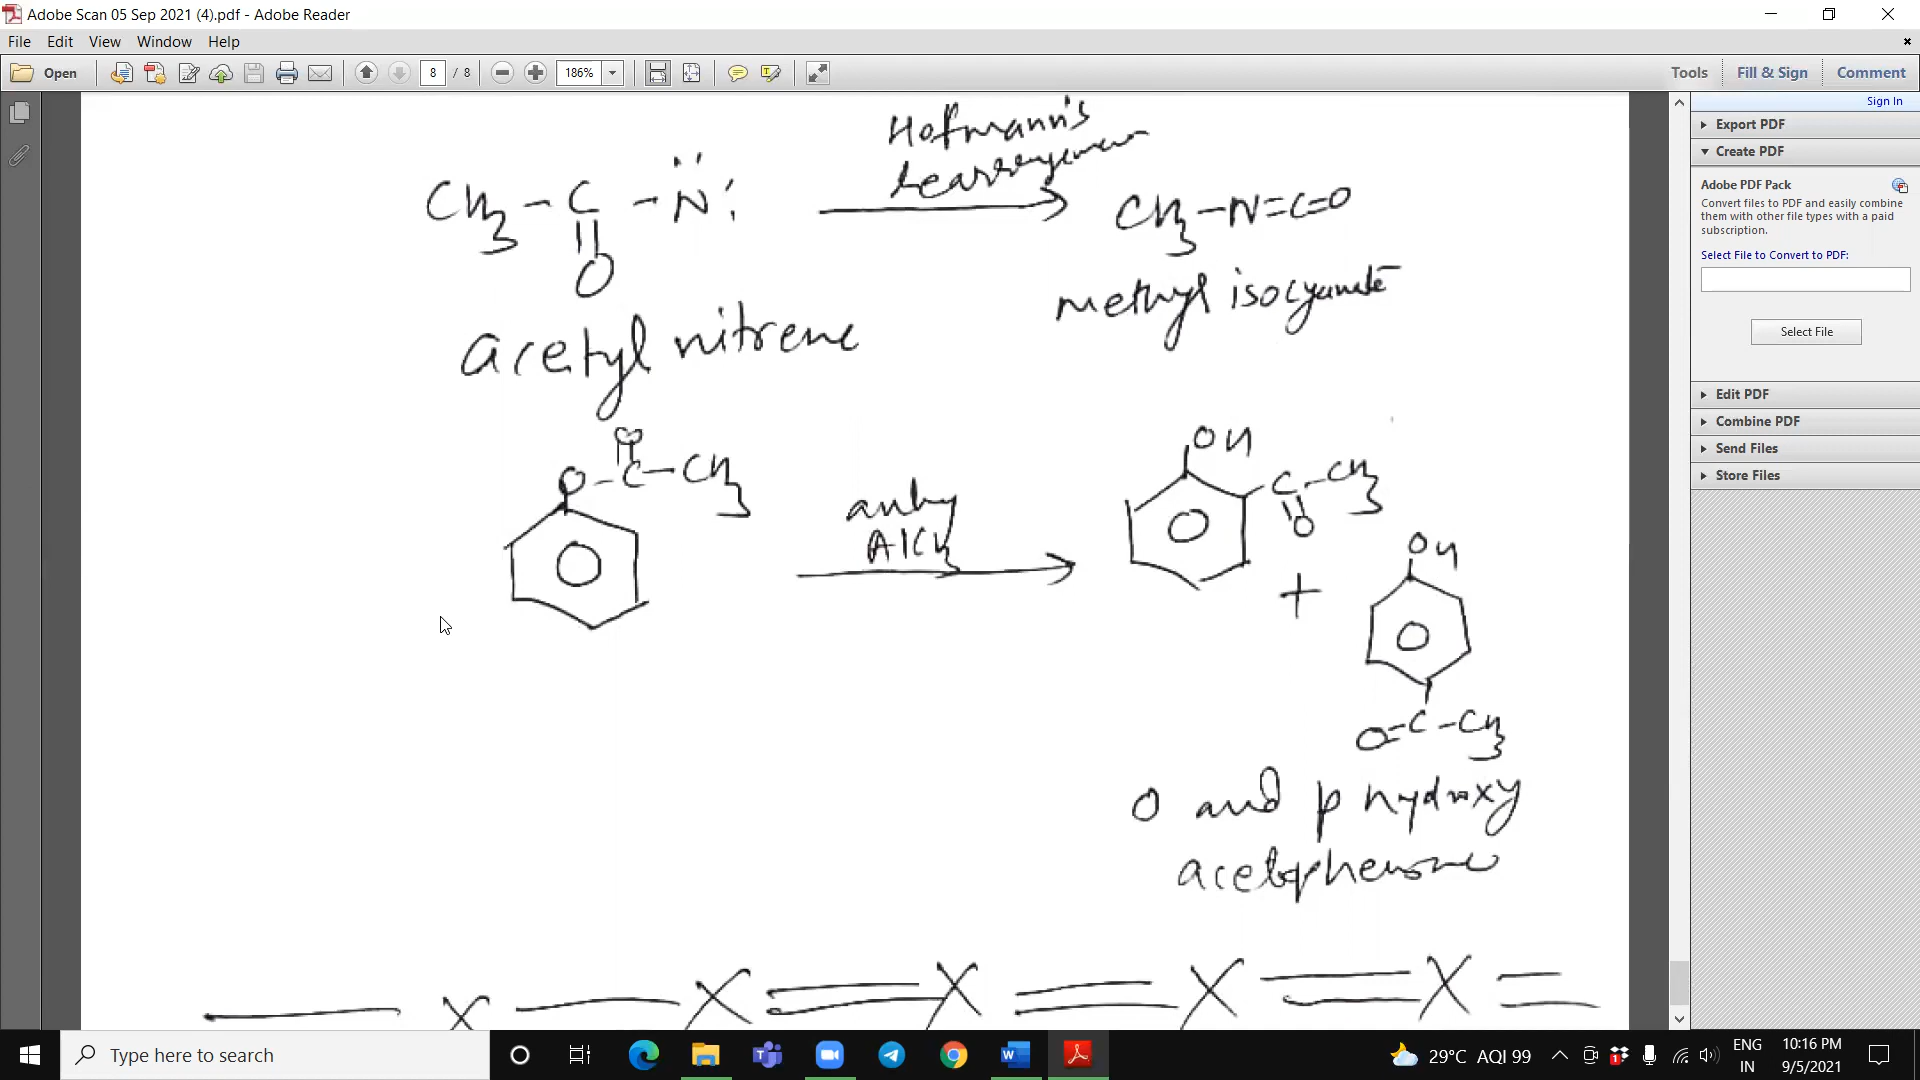 Adobe Scan 05 Sep 2021 (4).pdf - Adobe Reader
File Edit View Window Help
Open 8 / 8 186% Tools Fill & Sign Comment
Sign In
Export PDF
Create PDF
Adobe PDF Pack
Convert files to PDF and easily combine
them with other file types with a paid
subscription.
Select File to Convert to PDF:
Select File
Edit PDF
Combine PDF
Send Files
Store Files
Hofmann's
rearrangement
CH3 - C - N:
O
CH3 - N=C=O
acetyl nitrene
methyl isocyanate
O
O - C - CH3
anhy
AlCl3
OH
C - CH3
O
+
OH
O=C-CH3
O and p hydroxy
acetophenone
X X X X X
Type here to search
29°C AQI 99
ENG
IN
10:16 PM
9/5/2021